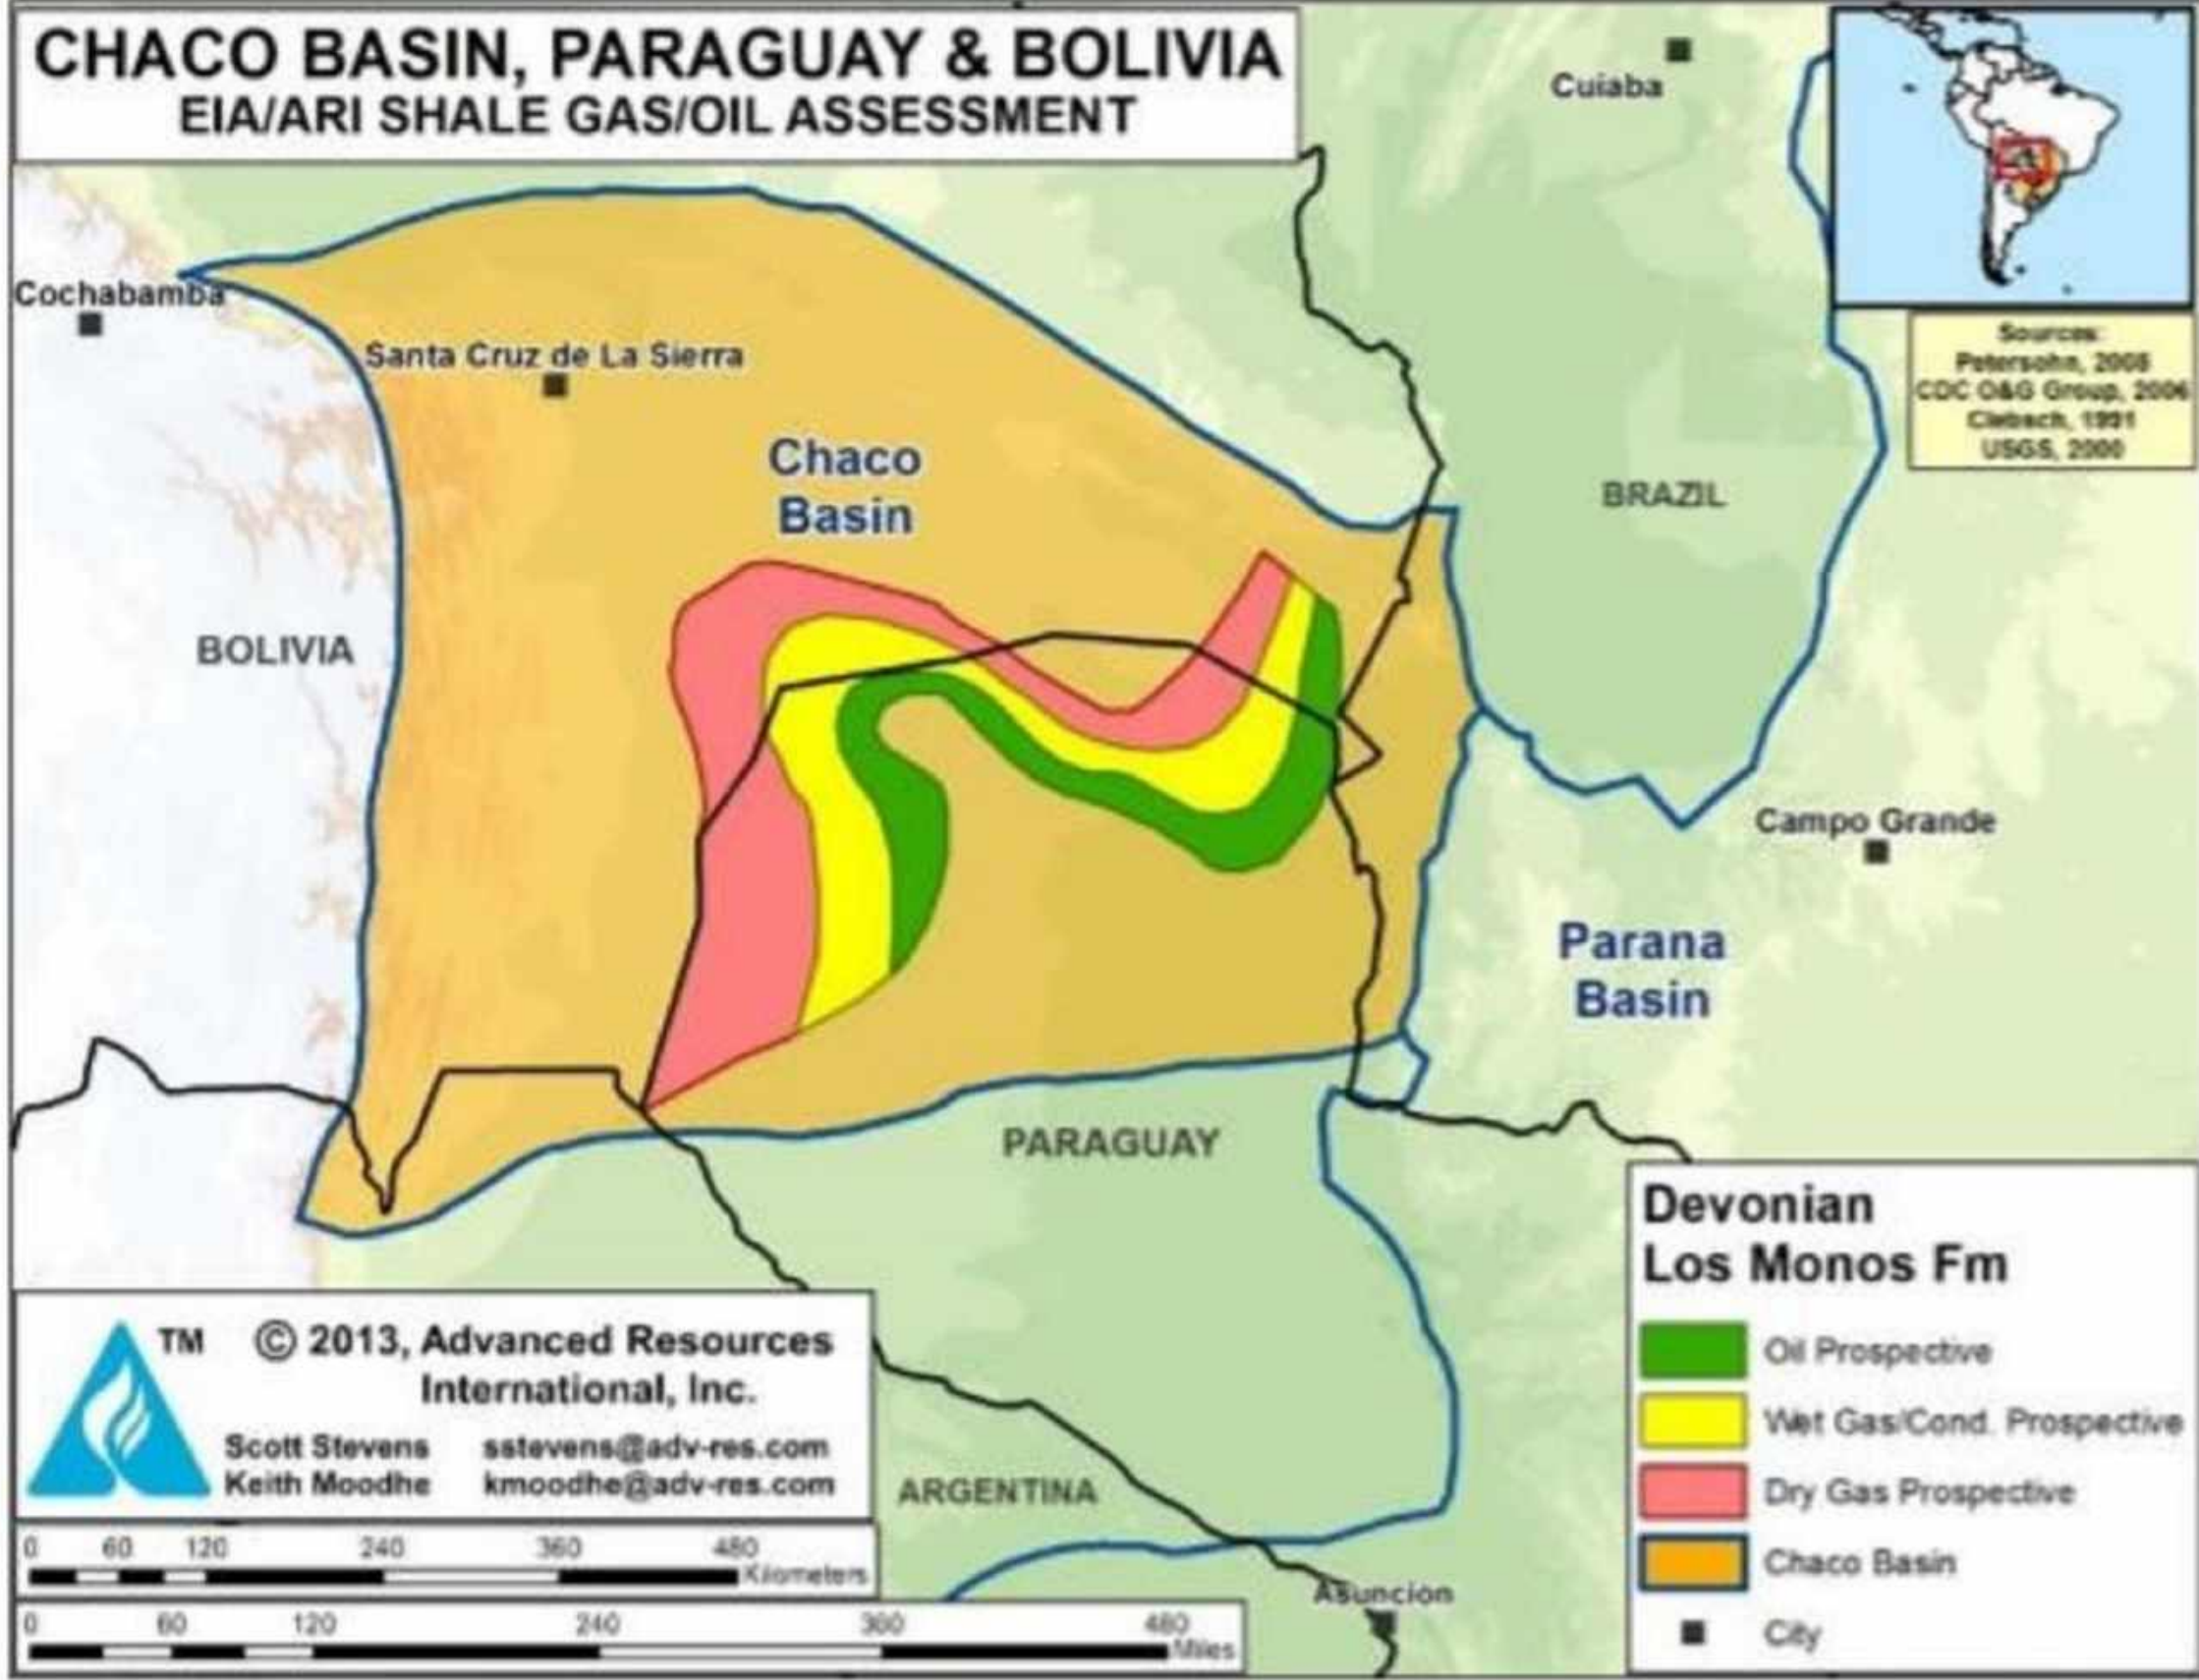 CHACO BASIN, PARAGUAY & BOLIVIA
EIA/ARI SHALE GAS/OIL ASSESSMENT
Cuiaba
Sources:
Petersohn, 2005
CDC O&G Group, 2006
Clebsch, 1991
USGS, 2000
Cochabamba
Santa Cruz de La Sierra
Chaco
Basin
BRAZIL
BOLIVIA
Campo Grande
Parana
Basin
PARAGUAY
Devonian
Los Monos Fm
Oil Prospective
Wet Gas/Cond. Prospective
Dry Gas Prospective
Chaco Basin
City
TM © 2013, Advanced Resources
International, Inc.
Scott Stevens sstevens@adv-res.com
Keith Moodhe kmoodhe@adv-res.com
ARGENTINA
0 60 120 240 360 480
Kilometers
Asuncion
0 60 120 240 360 480
Miles